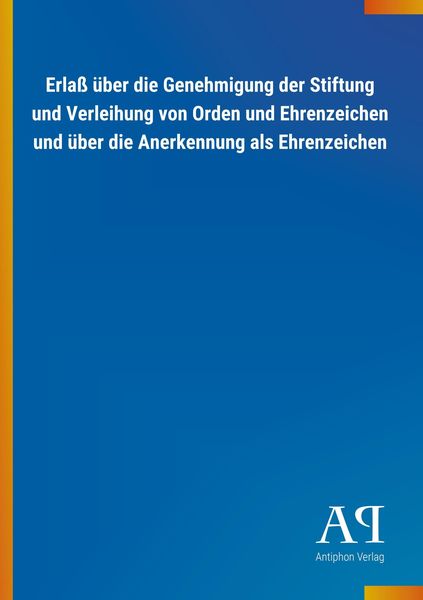 Erlaß über die Genehmigung der Stiftung
und Verleihung von Orden und Ehrenzeichen
und über die Anerkennung als Ehrenzeichen
AP
Antiphon Verlag